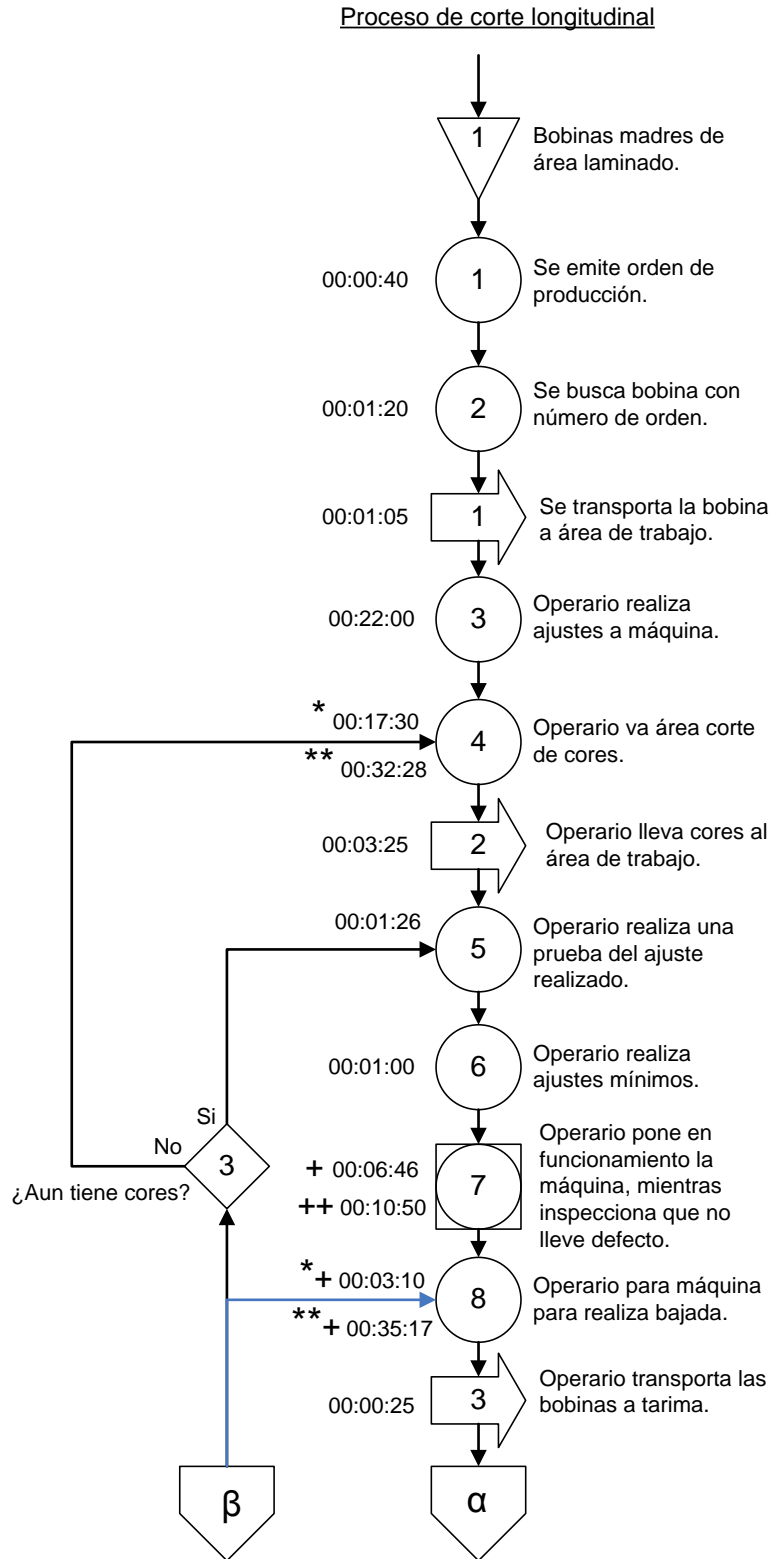 Proceso de corte longitudinal
1
Bobinas madres de
área laminado.
00:00:40
1
Se emite orden de
producción.
00:01:20
2
Se busca bobina con
número de orden.
00:01:05
1
Se transporta la bobina
a área de trabajo.
00:22:00
3
Operario realiza
ajustes a máquina.
* 00:17:30
** 00:32:28
4
Operario va área corte
de cores.
00:03:25
2
Operario lleva cores al
área de trabajo.
00:01:26
5
Operario realiza una
prueba del ajuste
realizado.
00:01:00
6
Operario realiza
ajustes mínimos.
Si
No
3
¿Aun tiene cores?
+ 00:06:46
++ 00:10:50
7
Operario pone en
funcionamiento la
máquina, mientras
inspecciona que no
lleve defecto.
*+ 00:03:10
**+ 00:35:17
8
Operario para máquina
para realiza bajada.
00:00:25
3
Operario transporta las
bobinas a tarima.
β
α